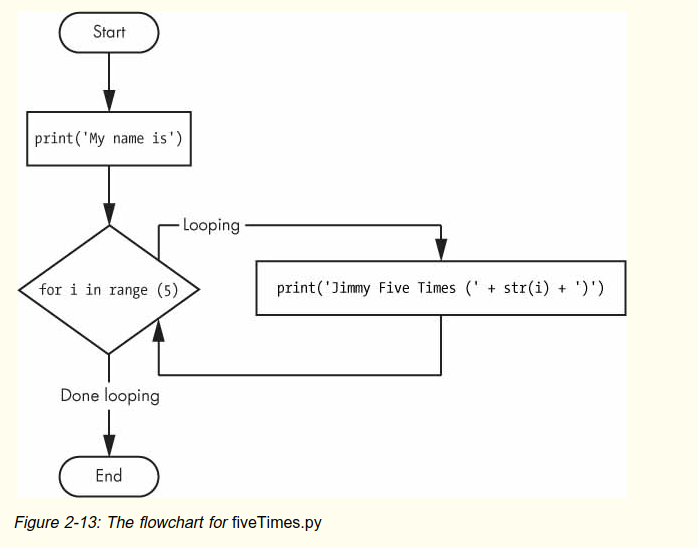 Start
print('My name is')
Looping
for i in range (5)
print('Jimmy Five Times (' + str(i) + ')')
Done looping
End
Figure 2-13: The flowchart for fiveTimes.py